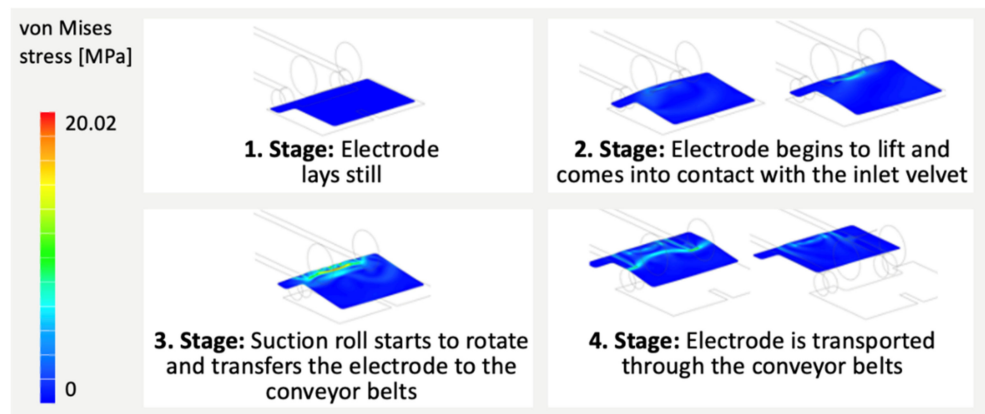 von Mises
stress [MPa]
20.02
0
1. Stage: Electrode
lays still
2. Stage: Electrode begins to lift and
comes into contact with the inlet velvet
3. Stage: Suction roll starts to rotate
and transfers the electrode to the
conveyor belts
4. Stage: Electrode is transported
through the conveyor belts